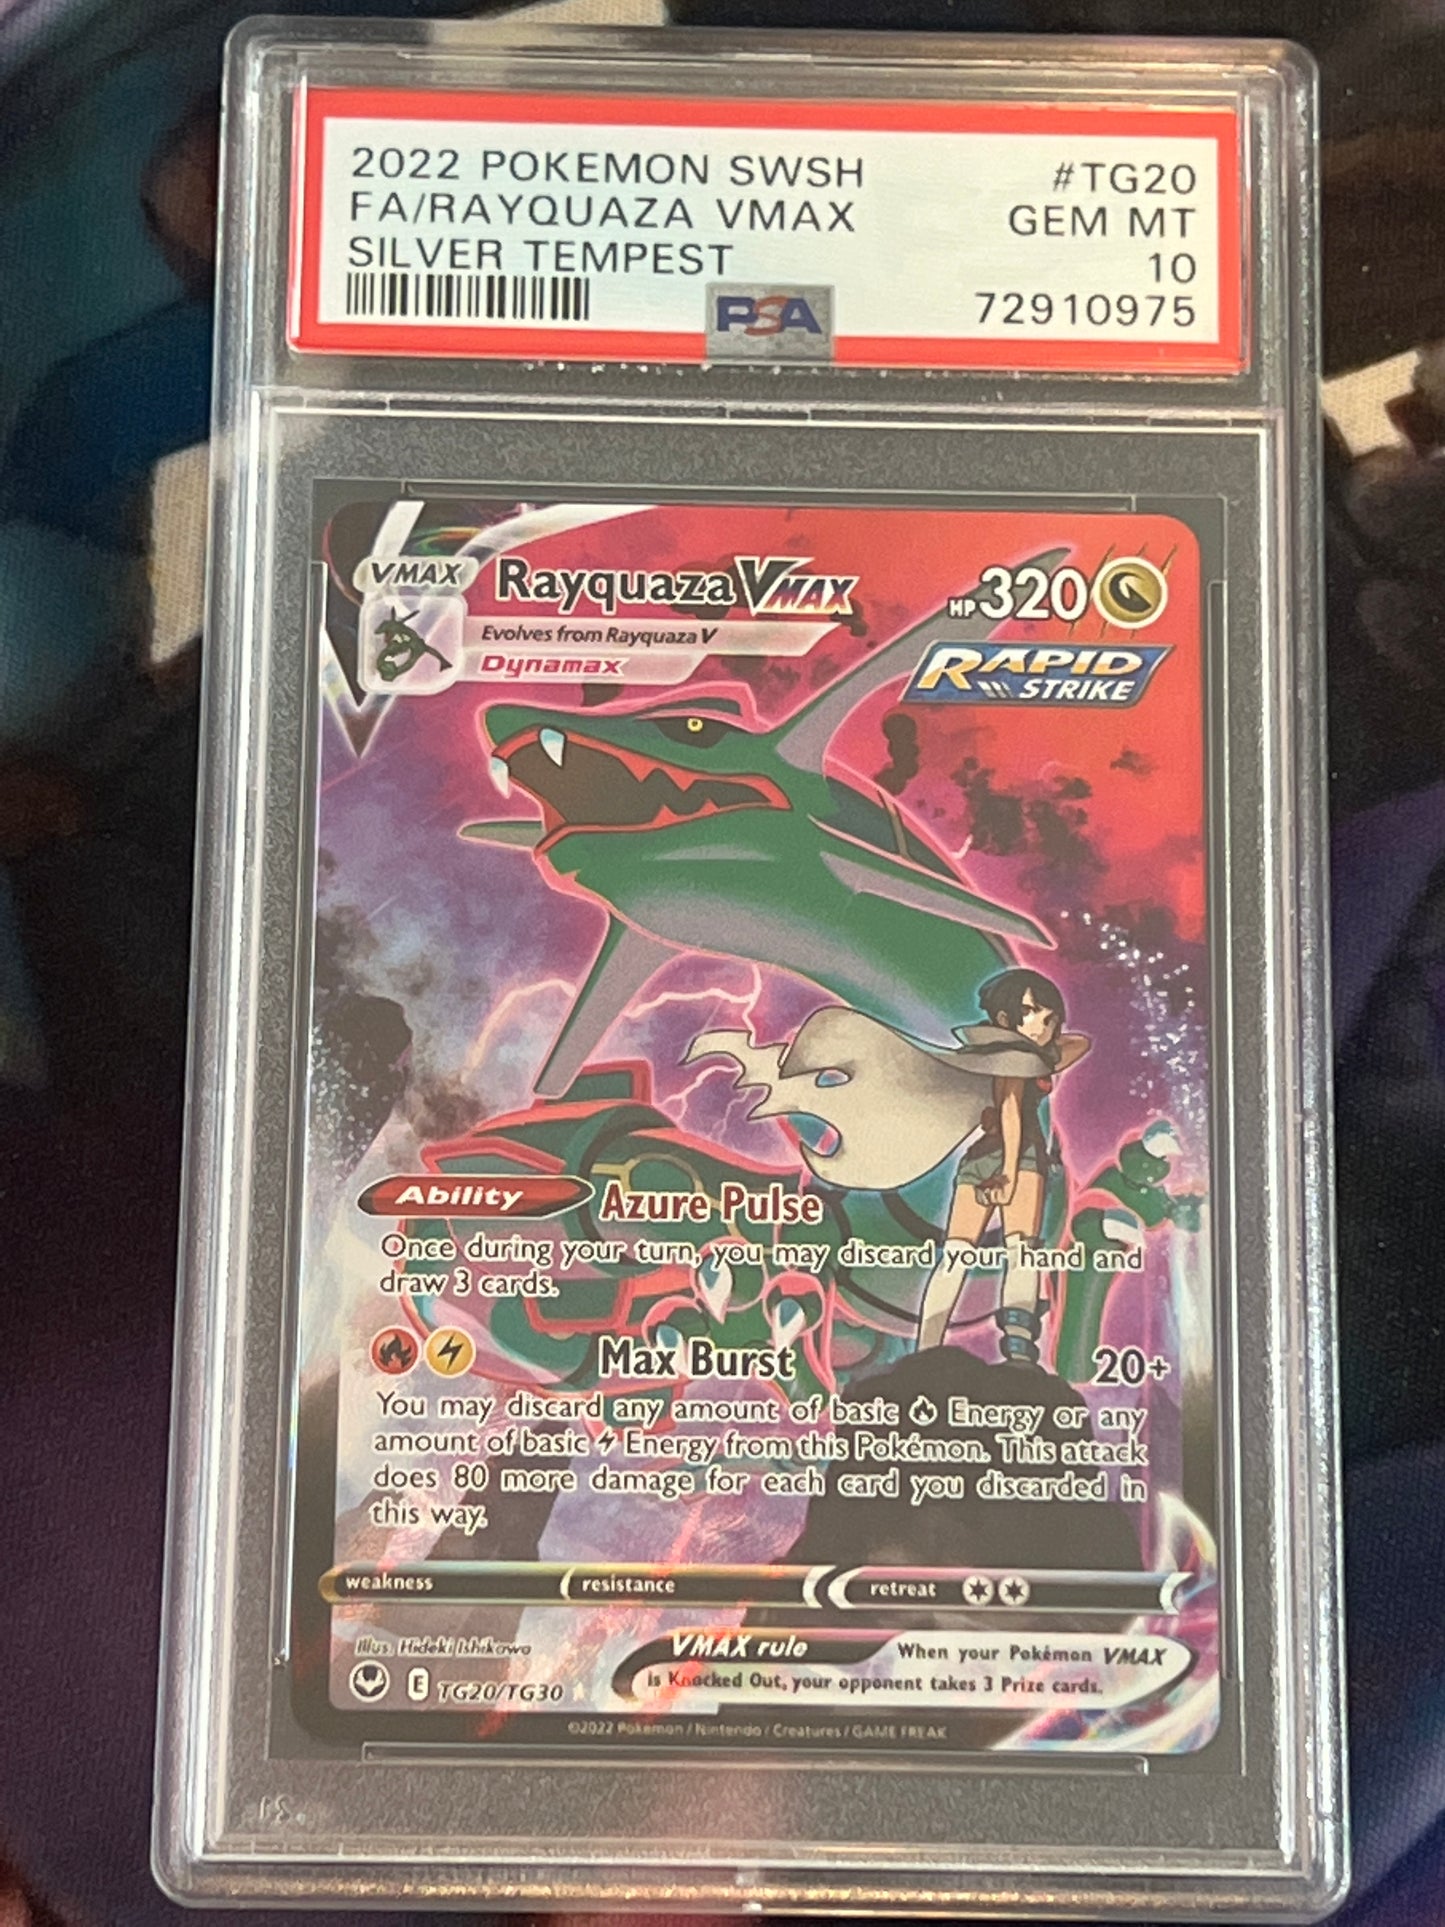 2022 POKEMON SWSH #TG20
FA/RAYQUAZA VMAX GEM MT
SILVER TEMPEST 10
72910975
PSA
VMAX Rayquaza VMAX HP 320
Evolves from Rayquaza V
Dynamax
RAPID
STRIKE
Ability Azure Pulse
Once during your turn, you may discard your hand and
draw 3 cards.
Max Burst 20+
You may discard any amount of basic Energy or any
amount of basic Energy from this Pokémon. This attack
does 80 more damage for each card you discarded in
this way.
weakness resistance retreat
Illus. Hideki Ishikawa
VMAX rule When your Pokémon VMAX
is Knocked Out, your opponent takes 3 Prize cards.
E TG20/TG30
©2022 Pokémon / Nintendo / Creatures / GAME FREAK